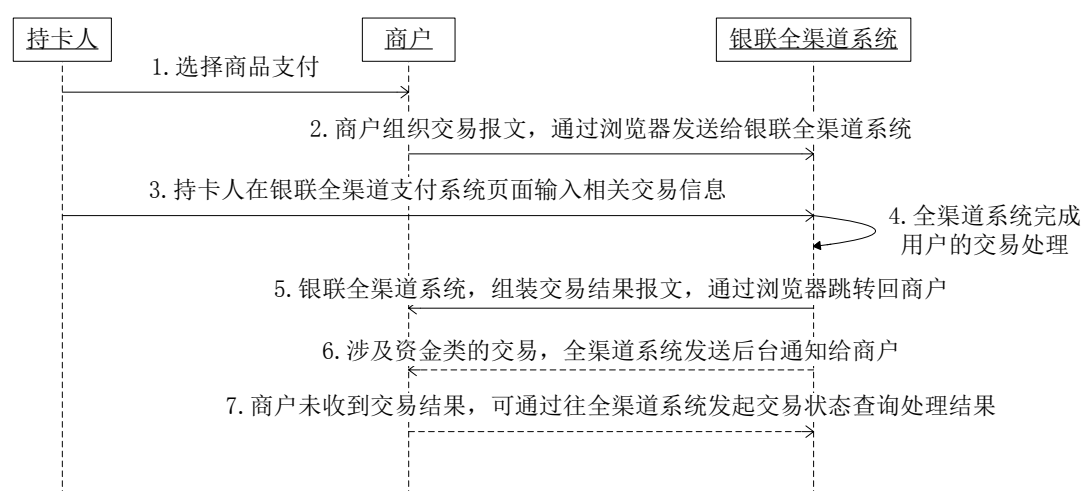 持卡人
商户
银联全渠道系统
1.选择商品支付
2.商户组织交易报文，通过浏览器发送给银联全渠道系统
3.持卡人在银联全渠道支付系统页面输入相关交易信息
4.全渠道系统完成
用户的交易处理
5.银联全渠道系统，组装交易结果报文，通过浏览器跳转回商户
6.涉及资金类的交易，全渠道系统发送后台通知给商户
7.商户未收到交易结果，可通过往全渠道系统发起交易状态查询处理结果